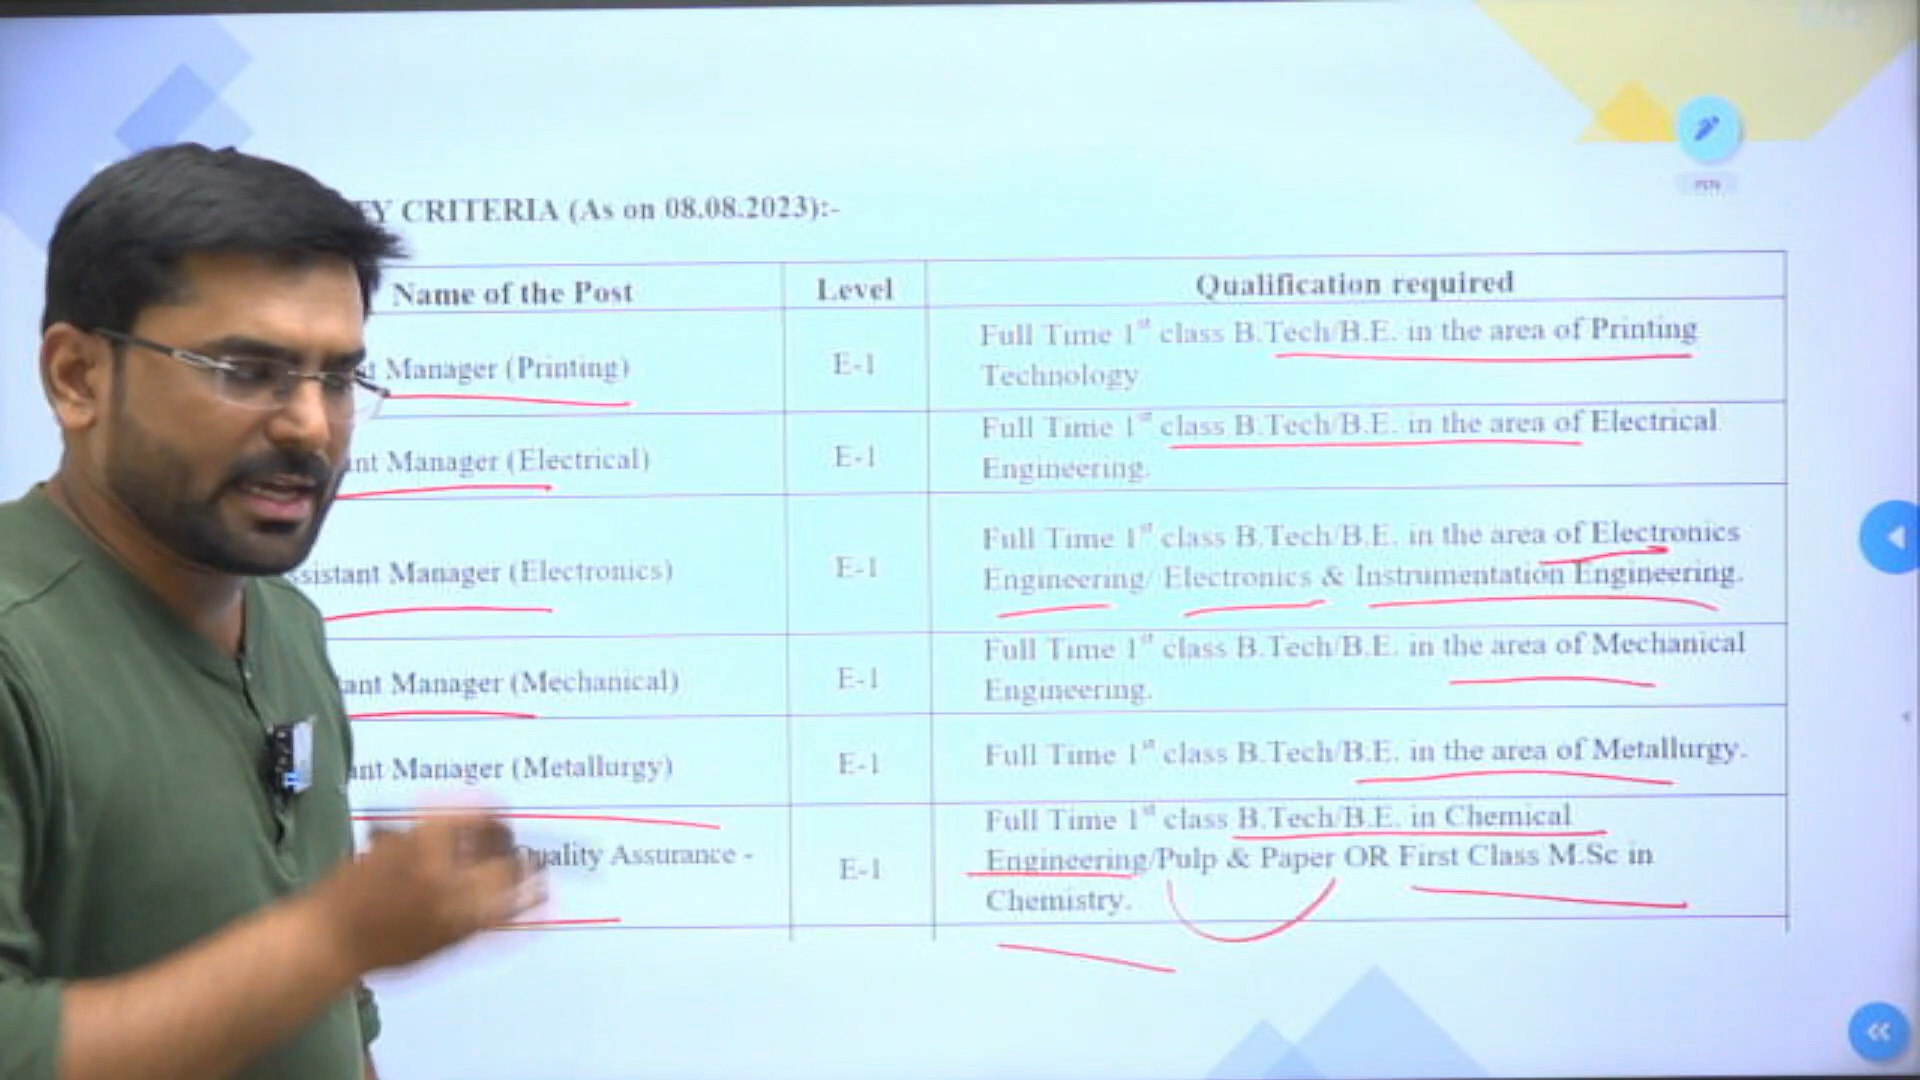 CRITERIA (As on 08.08.2023):-
Name of the Post Level Qualification required
Manager (Printing) E-1 Full Time 1st class B.Tech/B.E. in the area of Printing
Technology
Manager (Electrical) E-1 Full Time 1st class B.Tech/B.E. in the area of Electrical
Engineering.
Manager (Electronics) E-1 Full Time 1st class B.Tech/B.E. in the area of Electronics
Engineering/ Electronics & Instrumentation Engineering.
Manager (Mechanical) E-1 Full Time 1st class B.Tech/B.E. in the area of Mechanical
Engineering.
Manager (Metallurgy) E-1 Full Time 1st class B.Tech/B.E. in the area of Metallurgy.
Quality Assurance - E-1 Full Time 1st class B.Tech/B.E. in Chemical
Engineering/Pulp & Paper OR First Class M.Sc in
Chemistry.